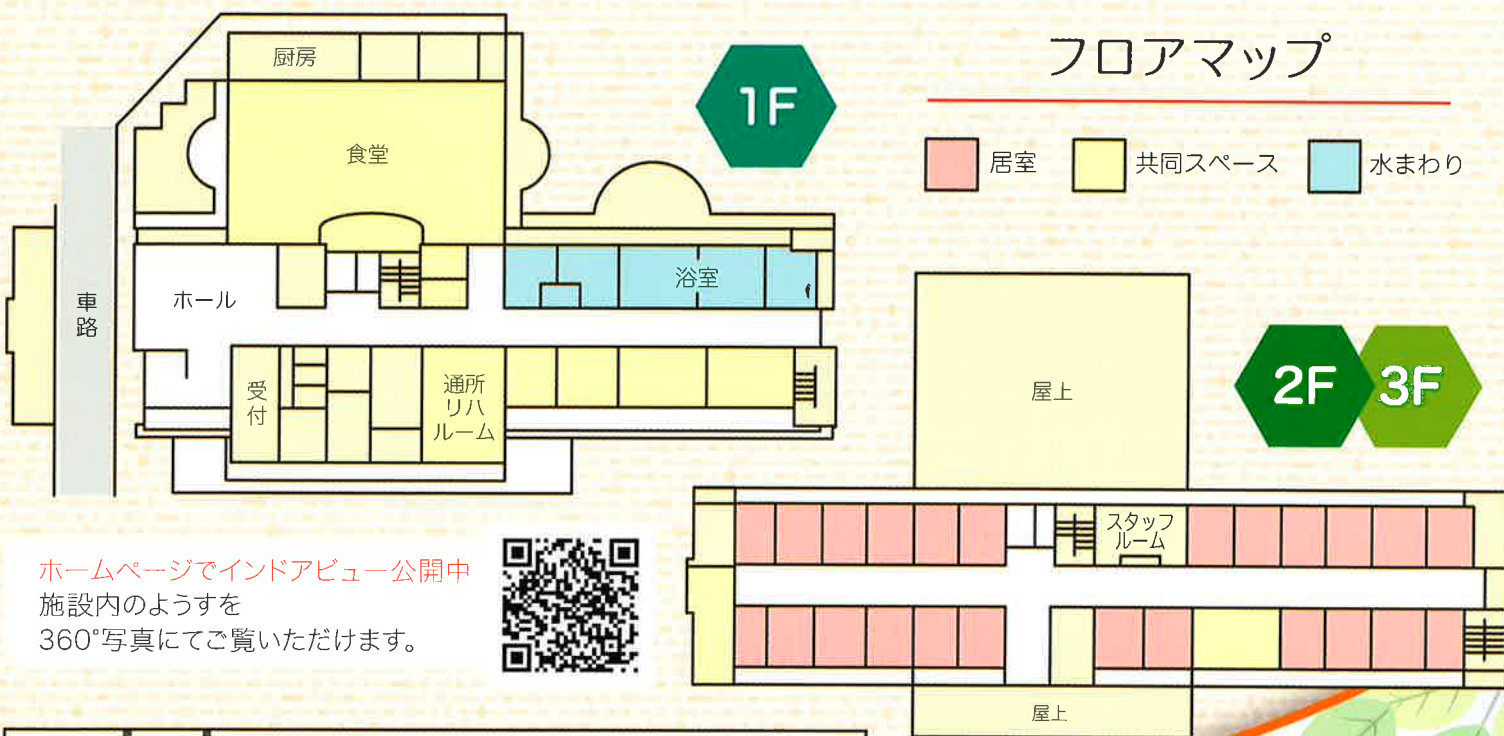 フロアマップ
居室
共同スペース
水まわり
1F
厨房
食堂
車路
ホール
浴室
受付
通所
リハ
ルーム
2F
3F
屋上
スタッフ
ルーム
屋上
ホームページでインドアビュー公開中
施設内のようすを
360°写真にてご覧いただけます。